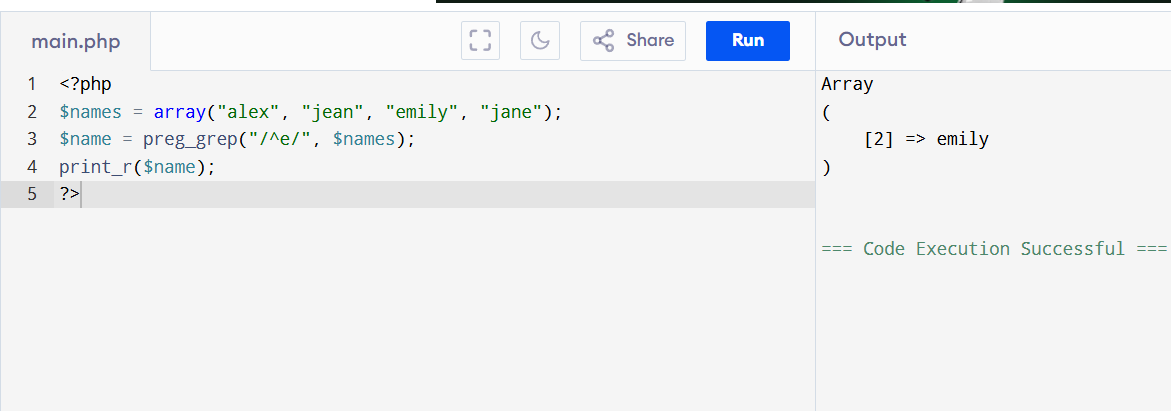 main.php
Share
Run
Output
1 <?php
2 $names = array("alex", "jean", "emily", "jane");
3 $name = preg_grep("/^e/", $names);
4 print_r($name);
5 ?>
Array
(
    [2] => emily
)
=== Code Execution Successful ===